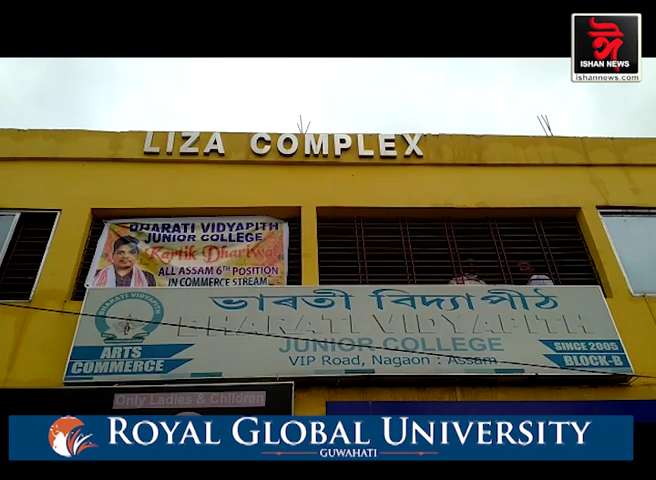 ঈ
ISHAN NEWS
ishannews.com
LIZA COMPLEX
BHARATI VIDYAPITH
JUNIOR COLLEGE
Kartik Dhariwal
ALL ASSAM 6TH POSITION
IN COMMERCE STREAM
ভাৰতী বিদ্যাপীঠ
BHARATI VIDYAPITH
JUNIOR COLLEGE
VIP Road, Nagaon : Assam
ARTS
COMMERCE
SINCE 2005
BLOCK-B
Only Ladies & Children
ROYAL GLOBAL UNIVERSITY
GUWAHATI